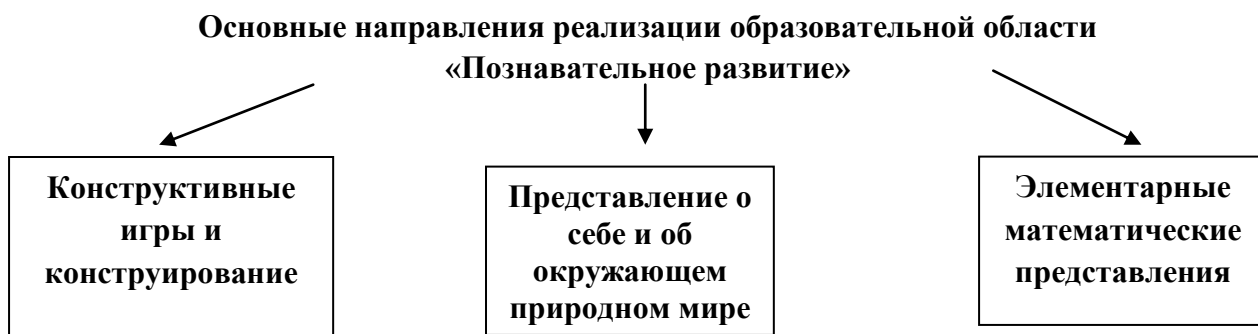 Основные направления реализации образовательной области
«Познавательное развитие»
Конструктивные
игры и
конструирование
Представление о
себе и об
окружающем
природном мире
Элементарные
математические
представления